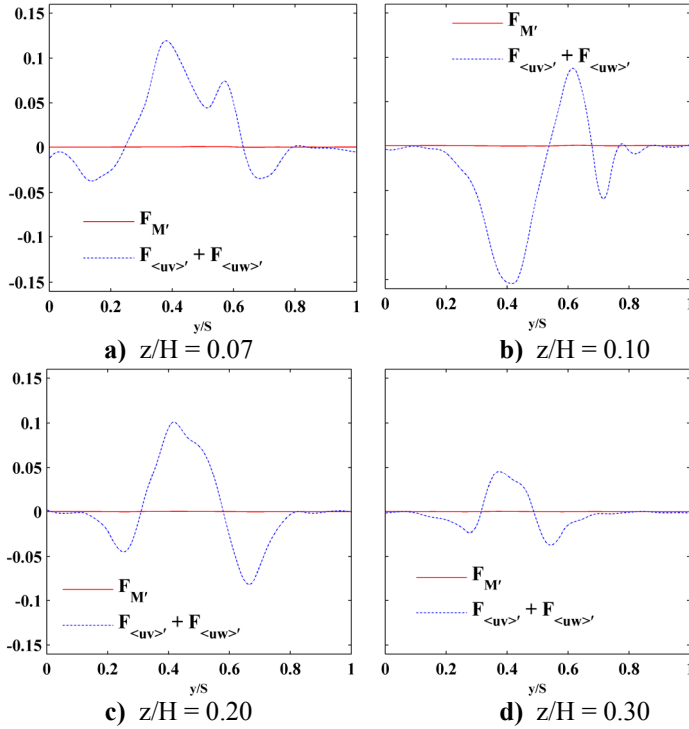 0.15
0.1
0.05
0
-0.05
-0.1
-0.15
F_M′
F_<uv>′ + F_<uw>′
0 0.2 0.4 0.6 0.8 1
y/S
a) z/H = 0.07
F_M′
F_<uv>′ + F_<uw>′
0 0.2 0.4 0.6 0.8 1
y/S
b) z/H = 0.10
0.15
0.1
0.05
0
-0.05
-0.1
-0.15
F_M′
F_<uv>′ + F_<uw>′
0 0.2 0.4 0.6 0.8 1
y/S
c) z/H = 0.20
F_M′
F_<uv>′ + F_<uw>′
0 0.2 0.4 0.6 0.8 1
y/S
d) z/H = 0.30